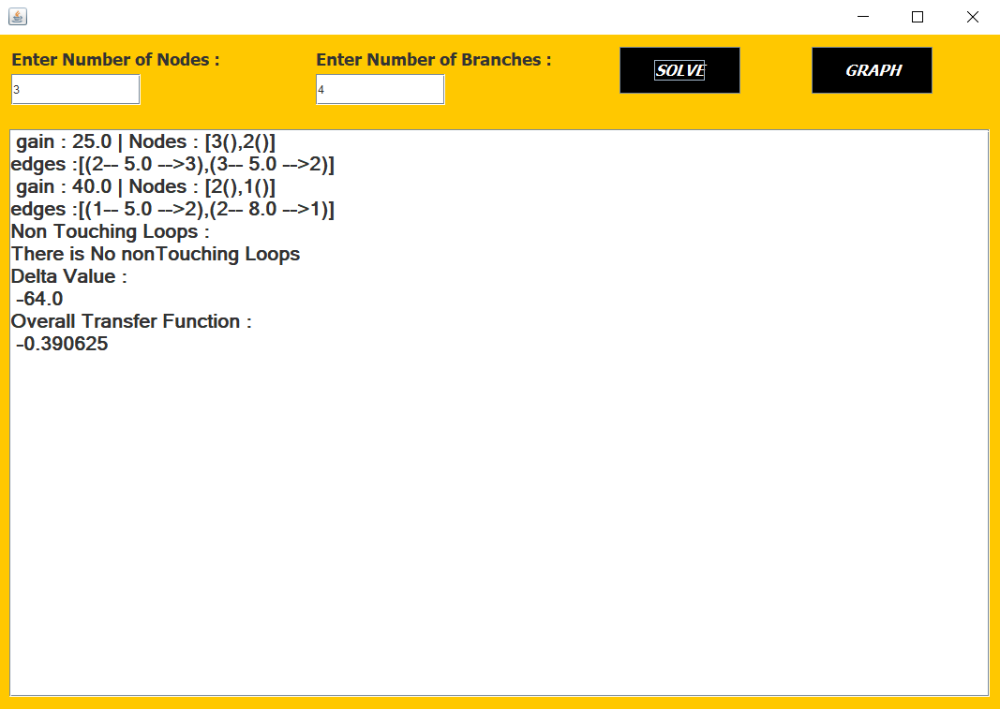 Enter Number of Nodes :
Enter Number of Branches :
SOLVE
GRAPH
3
4
gain : 25.0 | Nodes : [3(),2()]
edges :[(2-- 5.0 -->3),(3-- 5.0 -->2)]
gain : 40.0 | Nodes : [2(),1()]
edges :[(1-- 5.0 -->2),(2-- 8.0 -->1)]
Non Touching Loops :
There is No nonTouching Loops
Delta Value :
-64.0
Overall Transfer Function :
-0.390625